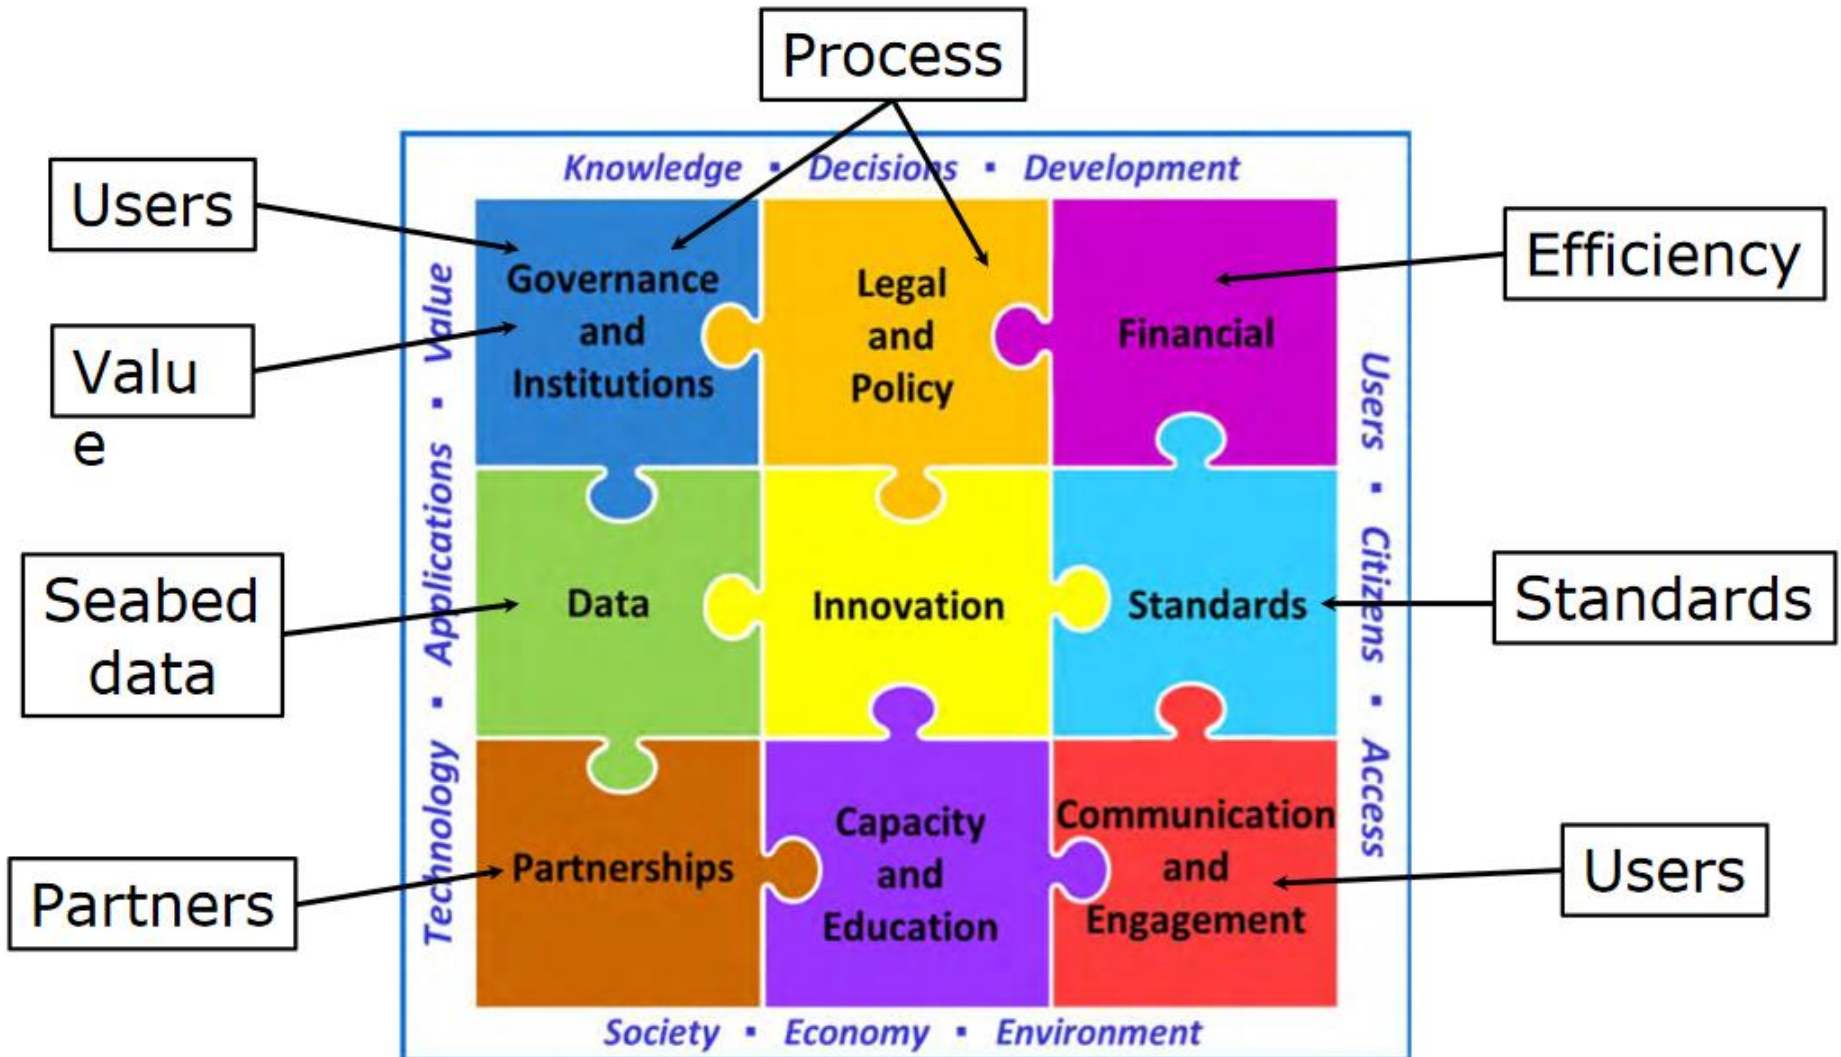 Process
Knowledge ▪ Decisions ▪ Development
Users
Valu
e
Seabed
data
Partners
Technology ▪ Applications ▪ Value
Governance
and
Institutions
Legal
and
Policy
Financial
Data
Innovation
Standards
Partnerships
Capacity
and
Education
Communication
and
Engagement
Users ▪ Citizens ▪ Access
Efficiency
Standards
Users
Society ▪ Economy ▪ Environment